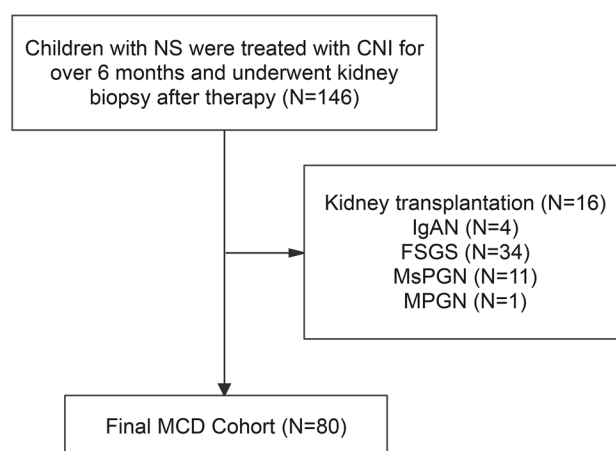 Children with NS were treated with CNI for
over 6 months and underwent kidney
biopsy after therapy (N=146)
Kidney transplantation (N=16)
IgAN (N=4)
FSGS (N=34)
MsPGN (N=11)
MPGN (N=1)
Final MCD Cohort (N=80)